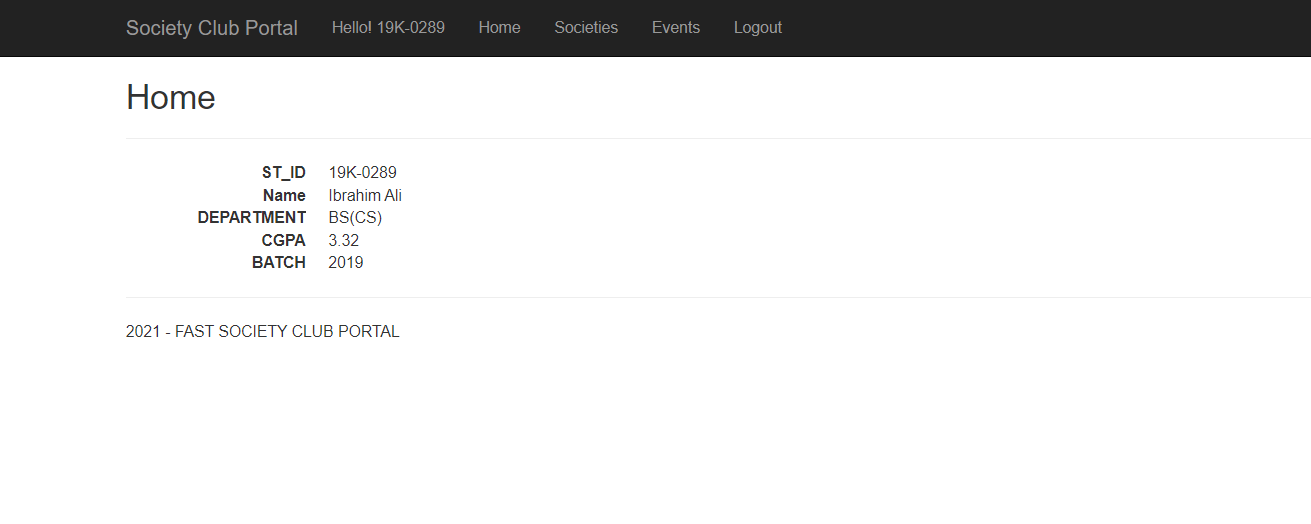 Society Club Portal Hello! 19K-0289 Home Societies Events Logout
Home
ST_ID 19K-0289
Name Ibrahim Ali
DEPARTMENT BS(CS)
CGPA 3.32
BATCH 2019
2021 - FAST SOCIETY CLUB PORTAL